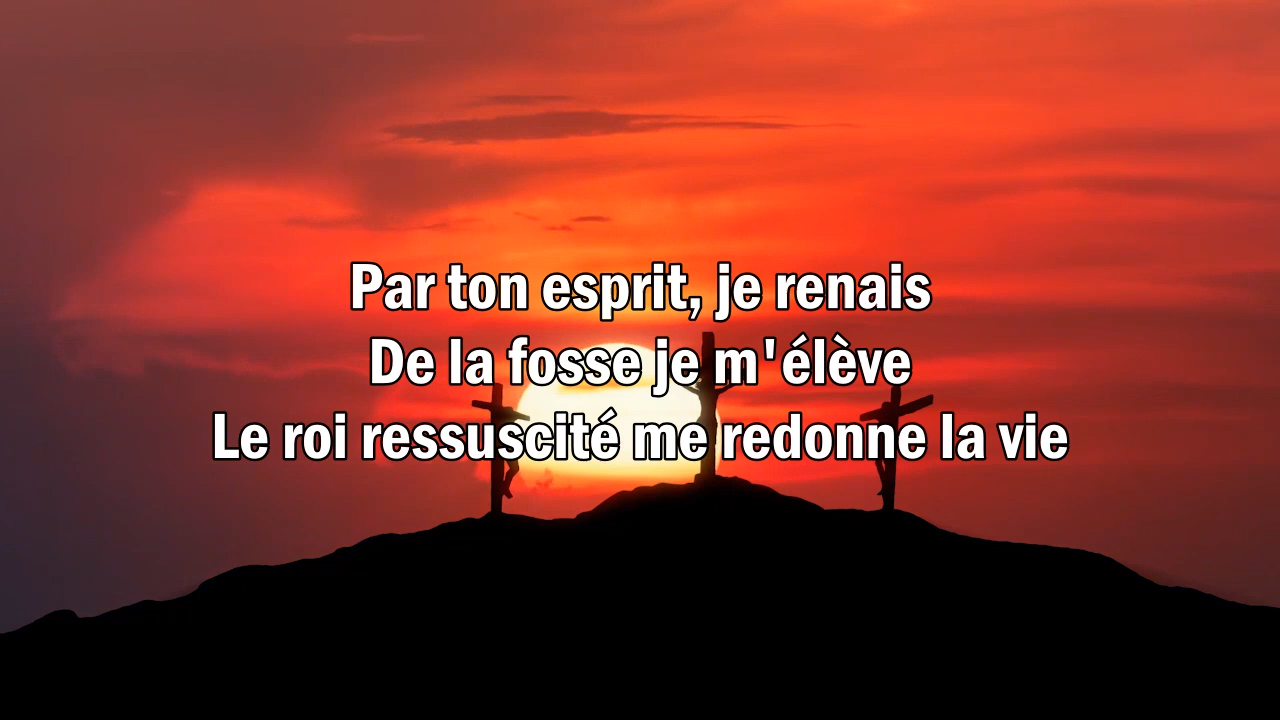 Par ton esprit, je renais
De la fosse je m'élève
Le roi ressuscité me redonne la vie